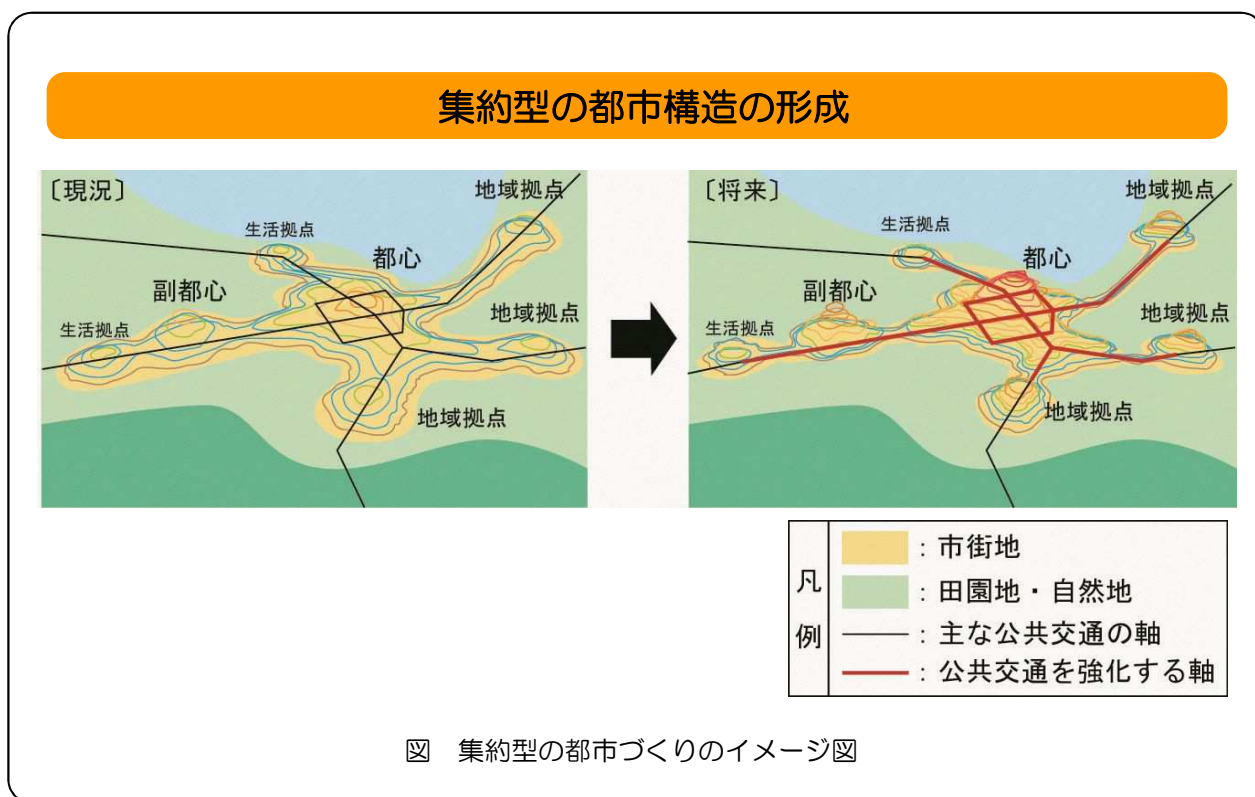 集約型の都市構造の形成
〔現況〕
地域拠点
生活拠点
都心
副都心
地域拠点
生活拠点
地域拠点
〔将来〕
地域拠点
生活拠点
都心
副都心
地域拠点
生活拠点
地域拠点
凡例
：市街地
：田園地・自然地
：主な公共交通の軸
：公共交通を強化する軸
図　集約型の都市づくりのイメージ図